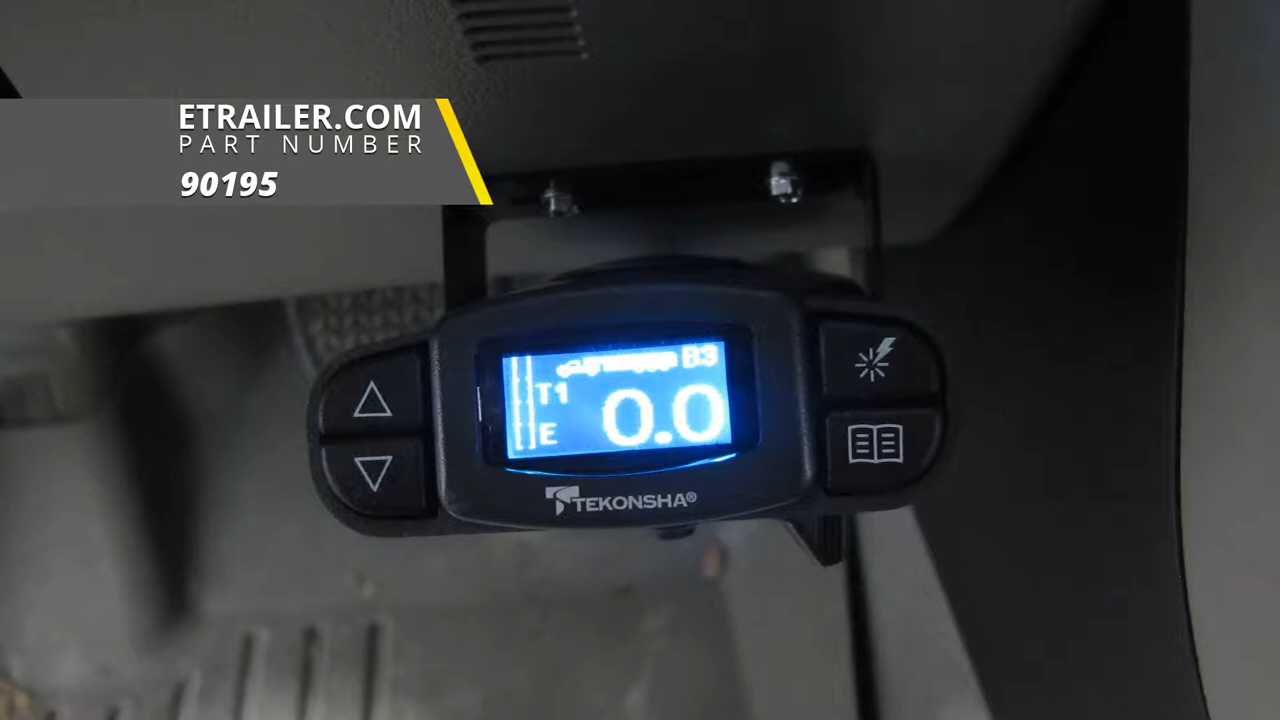 ETRAILER.COM
PART NUMBER
90195
B3
T1
0.0
E
TEKONSHA®